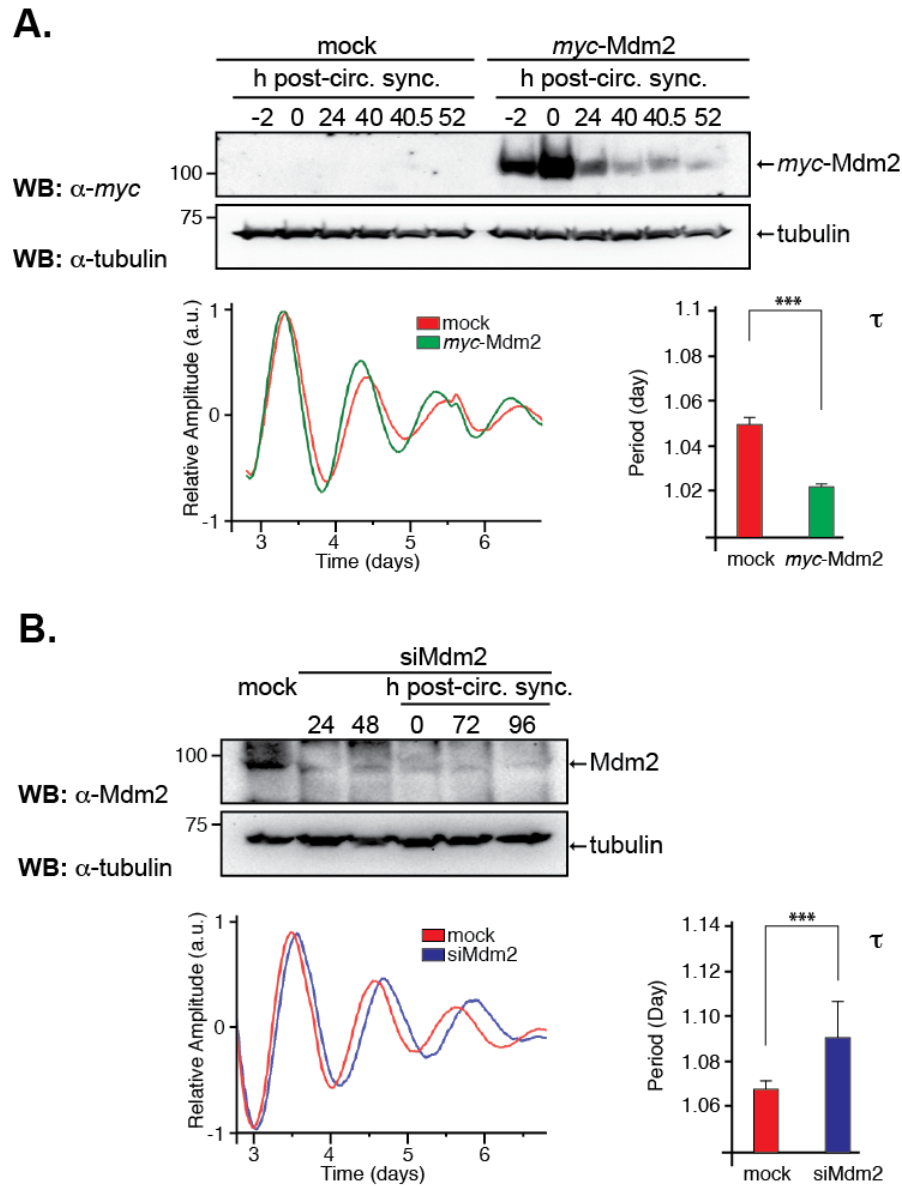 A.
mock myc-Mdm2
h post-circ. sync. h post-circ. sync.
-2 0 24 40 40.5 52 -2 0 24 40 40.5 52
100
WB: α-myc
←myc-Mdm2
75
WB: α-tubulin
←tubulin
Relative Amplitude (a.u.)
1
0
-1
mock
myc-Mdm2
3 4 5 6
Time (days)
Period (day)
1.1
1.08
1.06
1.04
1.02
***
τ
mock myc-Mdm2
B.
siMdm2
mock h post-circ. sync.
24 48 0 72 96
100
WB: α-Mdm2
←Mdm2
75
WB: α-tubulin
←tubulin
Relative Amplitude (a.u.)
1
0
-1
mock
siMdm2
3 4 5 6
Time (days)
Period (Day)
1.14
1.12
1.10
1.08
1.06
***
τ
mock siMdm2